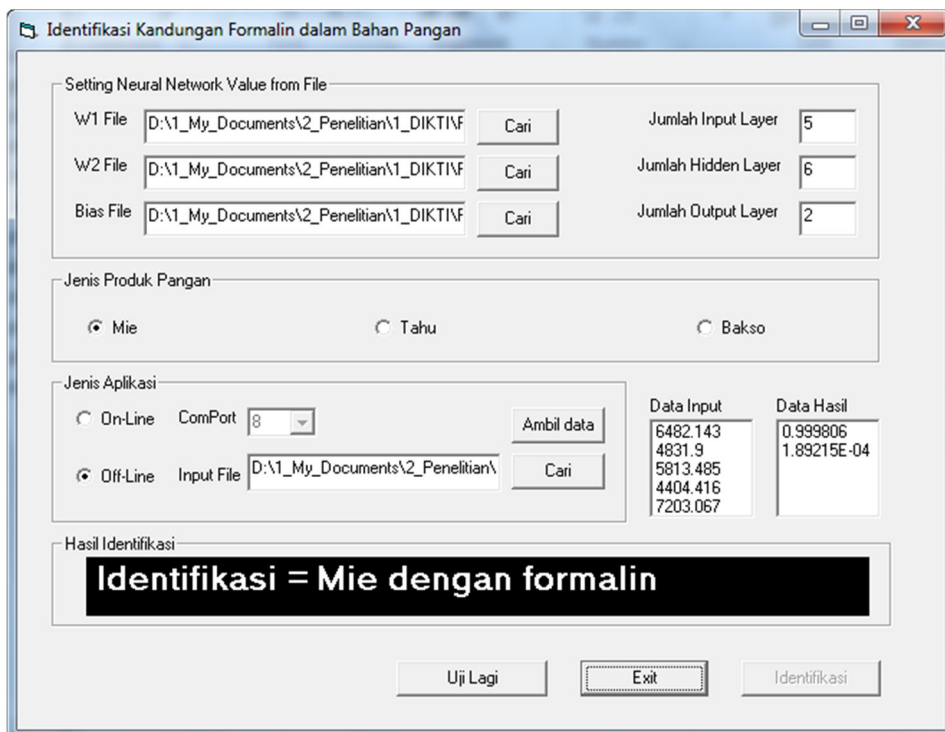 Identifikasi Kandungan Formalin dalam Bahan Pangan
Setting Neural Network Value from File
W1 File D:\1_My_Documents\2_Penelitian\1_DIKTI\F Cari Jumlah Input Layer 5
W2 File D:\1_My_Documents\2_Penelitian\1_DIKTI\F Cari Jumlah Hidden Layer 6
Bias File D:\1_My_Documents\2_Penelitian\1_DIKTI\F Cari Jumlah Output Layer 2
Jenis Produk Pangan
Mie Tahu Bakso
Jenis Aplikasi
On-Line ComPort 8 Ambil data
Off-Line Input File D:\1_My_Documents\2_Penelitian\ Cari
Data Input
6482.143
4831.9
5813.485
4404.416
7203.067
Data Hasil
0.999806
1.89215E-04
Hasil Identifikasi
Identifikasi = Mie dengan formalin
Uji Lagi Exit Identifikasi